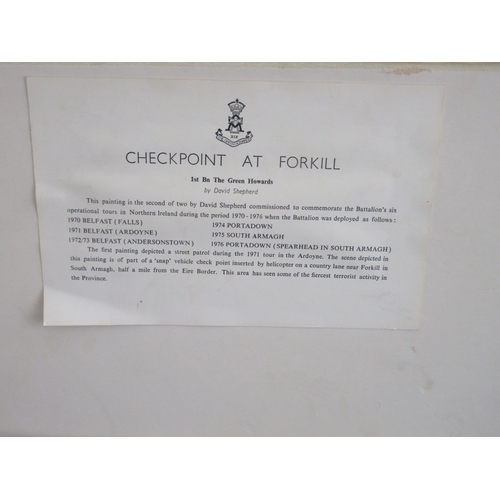 XIX
CHECKPOINT AT FORKILL
1st Bn The Green Howards
by David Shepherd
This painting is the second of two by David Shepherd commissioned to commemorate the Battalion's six
operational tours in Northern Ireland during the period 1970-1976 when the Battalion was deployed as follows:
1970 BELFAST (FALLS) 1974 PORTADOWN
1971 BELFAST (ARDOYNE) 1975 SOUTH ARMAGH
1972/73 BELFAST (ANDERSONSTOWN) 1976 PORTADOWN (SPEARHEAD IN SOUTH ARMAGH)
The first painting depicted a street patrol during the 1971 tour in the Ardoyne. The scene depicted in
this painting is of part of a 'snap' vehicle check point inserted by helicopter on a country lane near Forkill in
South Armagh, half a mile from the Eire Border. This area has seen some of the fiercest terrorist activity in
the Province.